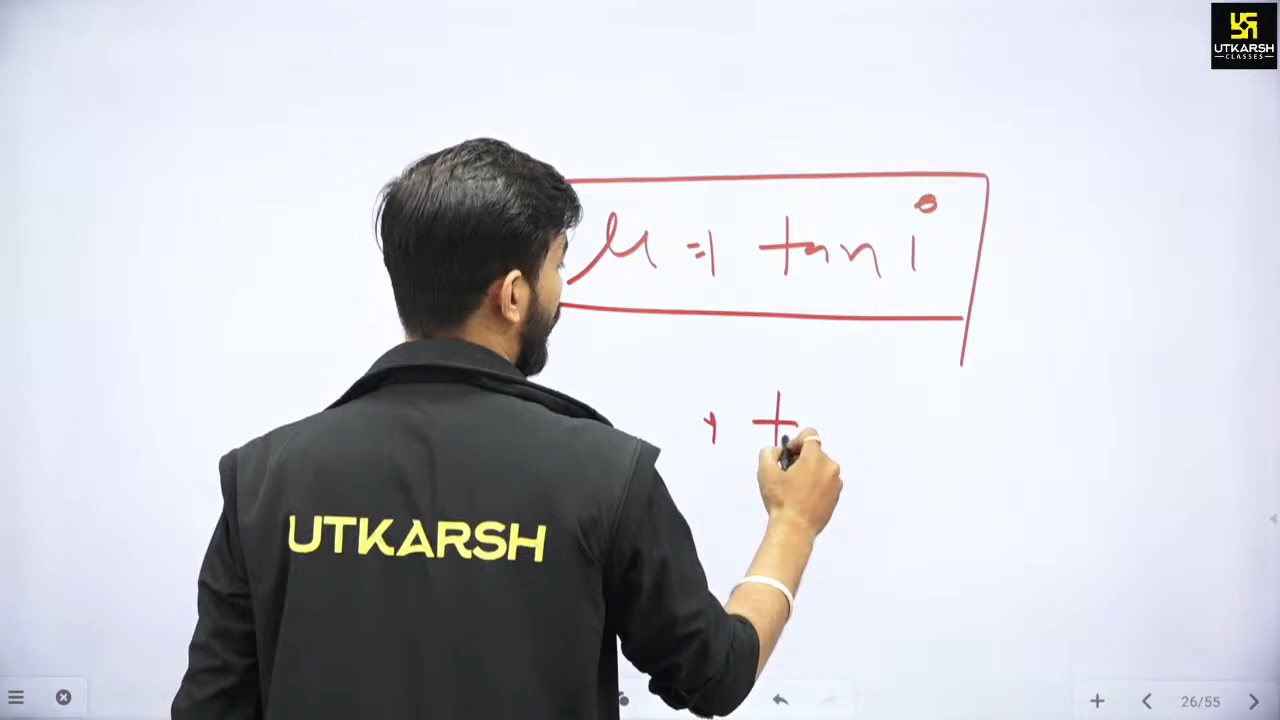 UTKARSH
CLASSES
μ = tan i
, t
UTKARSH
26/55